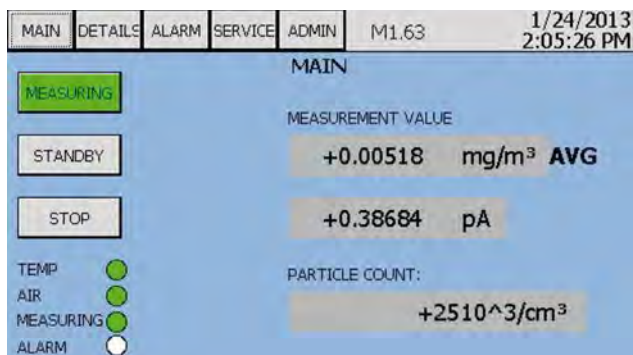 MAIN DETAILS ALARM SERVICE ADMIN M1.63 1/24/2013
2:05:26 PM
MAIN
MEASURING
MEASUREMENT VALUE
STANDBY
+0.00518 mg/m³ AVG
STOP
+0.38684 pA
TEMP
AIR
MEASURING
ALARM
PARTICLE COUNT:
+2510^3/cm³